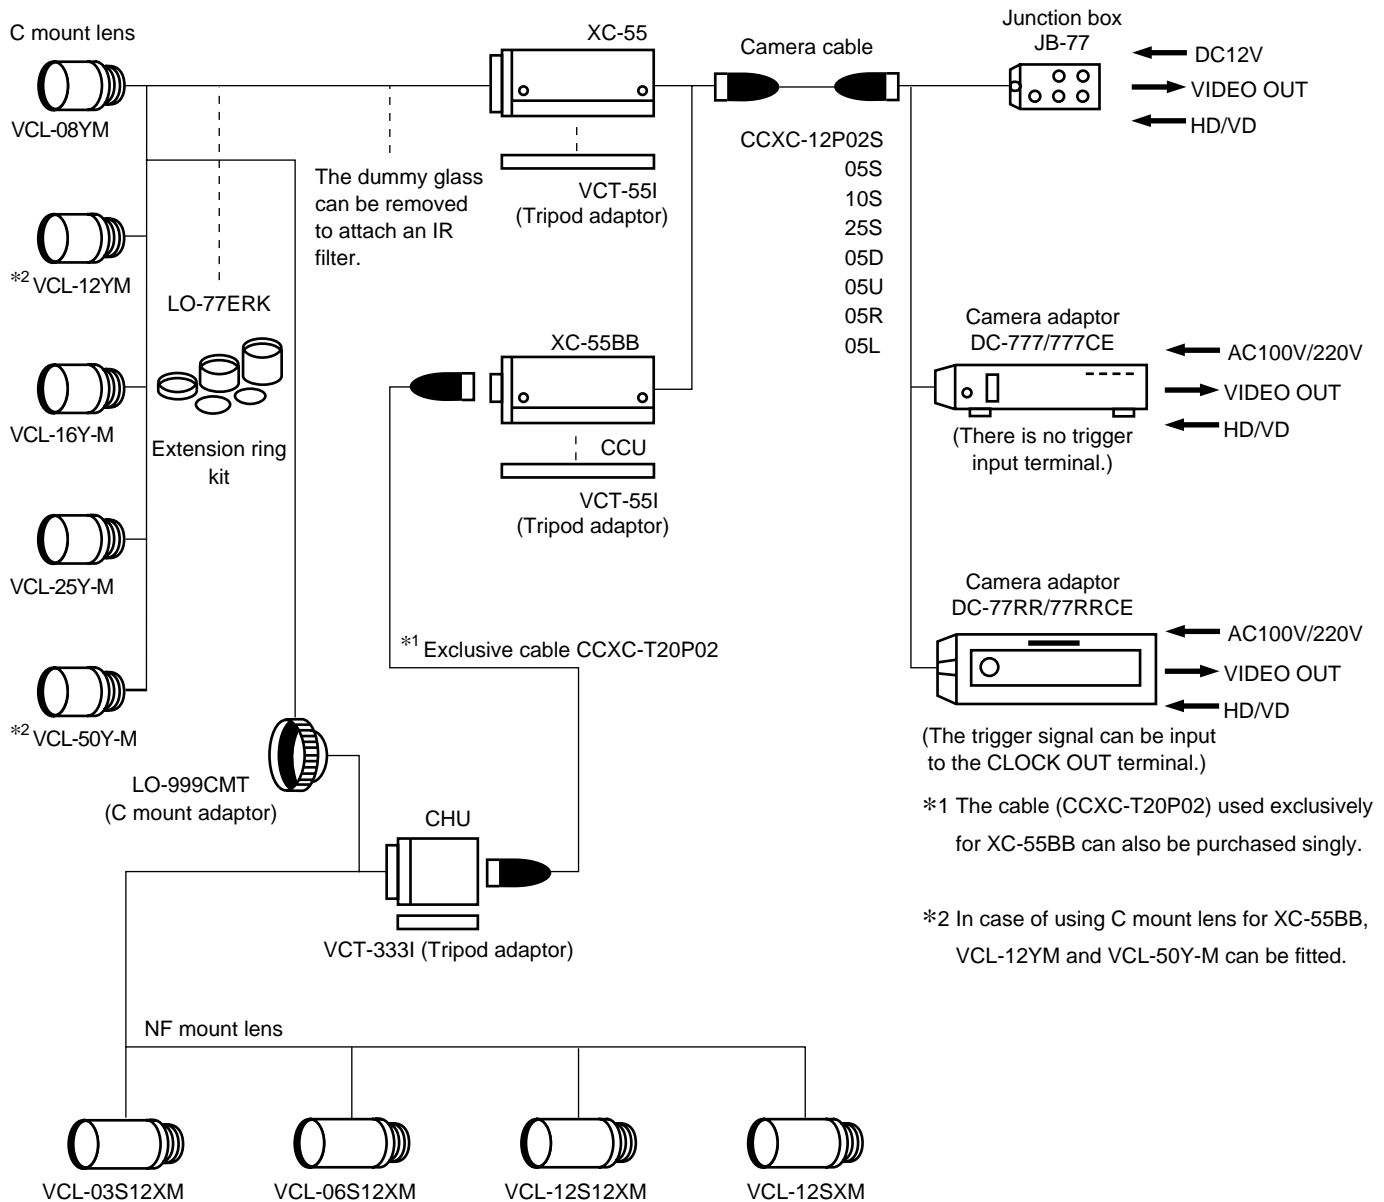 C mount lens
VCL-08YM
*2 VCL-12YM
VCL-16Y-M
VCL-25Y-M
*2 VCL-50Y-M
LO-77ERK
Extension ring
kit
The dummy glass
can be removed
to attach an IR
filter.
XC-55
VCT-55I
(Tripod adaptor)
XC-55BB
CCU
VCT-55I
(Tripod adaptor)
*1 Exclusive cable CCXC-T20P02
LO-999CMT
(C mount adaptor)
CHU
VCT-333I (Tripod adaptor)
NF mount lens
VCL-03S12XM
VCL-06S12XM
VCL-12S12XM
VCL-12SXM
Camera cable
CCXC-12P02S
05S
10S
25S
05D
05U
05R
05L
Junction box
JB-77
DC12V
VIDEO OUT
HD/VD
Camera adaptor
DC-777/777CE
AC100V/220V
VIDEO OUT
HD/VD
(There is no trigger
input terminal.)
Camera adaptor
DC-77RR/77RRCE
AC100V/220V
VIDEO OUT
HD/VD
(The trigger signal can be input
to the CLOCK OUT terminal.)
*1 The cable (CCXC-T20P02) used exclusively
for XC-55BB can also be purchased singly.
*2 In case of using C mount lens for XC-55BB,
VCL-12YM and VCL-50Y-M can be fitted.